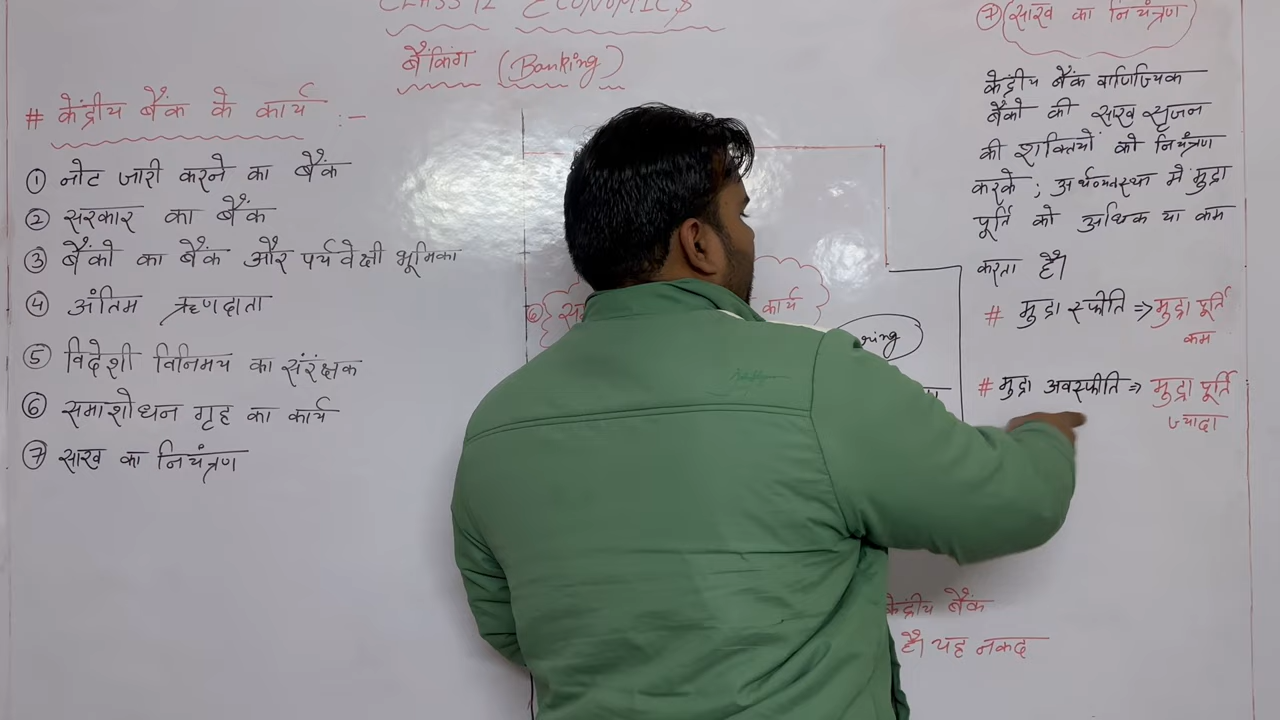 CLASS 12 ECONOMICS
बैंकिंग (Banking)
# केंद्रीय बैंक के कार्य :-
① नोट जारी करने का बैंक
② सरकार का बैंक
③ बैंको का बैंक और पर्यवेक्षी भूमिका
④ अंतिम ऋणदाता
⑤ विदेशी विनिमय का संरंक्षक
⑥ समाशोधन गृह का कार्य
⑦ साख का नियंत्रण
⑥
कार्य
केंद्रीय बैंक
है। यह नकद
⑦ साख का नियंत्रण
केंद्रीय बैंक वाणिज्यिक
बैंको की साख सृजन
की शक्तियों को नियंत्रण
करके ; अर्थव्यवस्था में मुद्रा
पूर्ति को अधिक या कम
करता है।
# मुद्रा स्फीति ⇒ मुद्रा पूर्ति
कम
# मुद्रा अवस्फीति ⇒ मुद्रा पूर्ति
ज्यादा